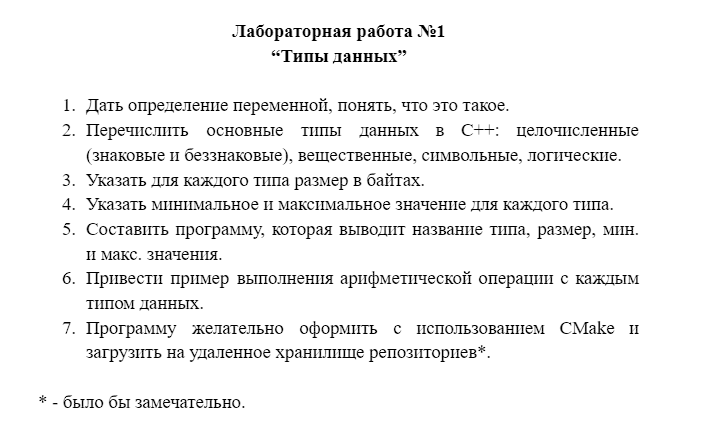 Лабораторная работа №1
“Типы данных”
1. Дать определение переменной, понять, что это такое.
2. Перечислить основные типы данных в C++: целочисленные
(знаковые и беззнаковые), вещественные, символьные, логические.
3. Указать для каждого типа размер в байтах.
4. Указать минимальное и максимальное значение для каждого типа.
5. Составить программу, которая выводит название типа, размер, мин.
и макс. значения.
6. Привести пример выполнения арифметической операции с каждым
типом данных.
7. Программу желательно оформить с использованием CMake и
загрузить на удаленное хранилище репозиториев*.
* - было бы замечательно.